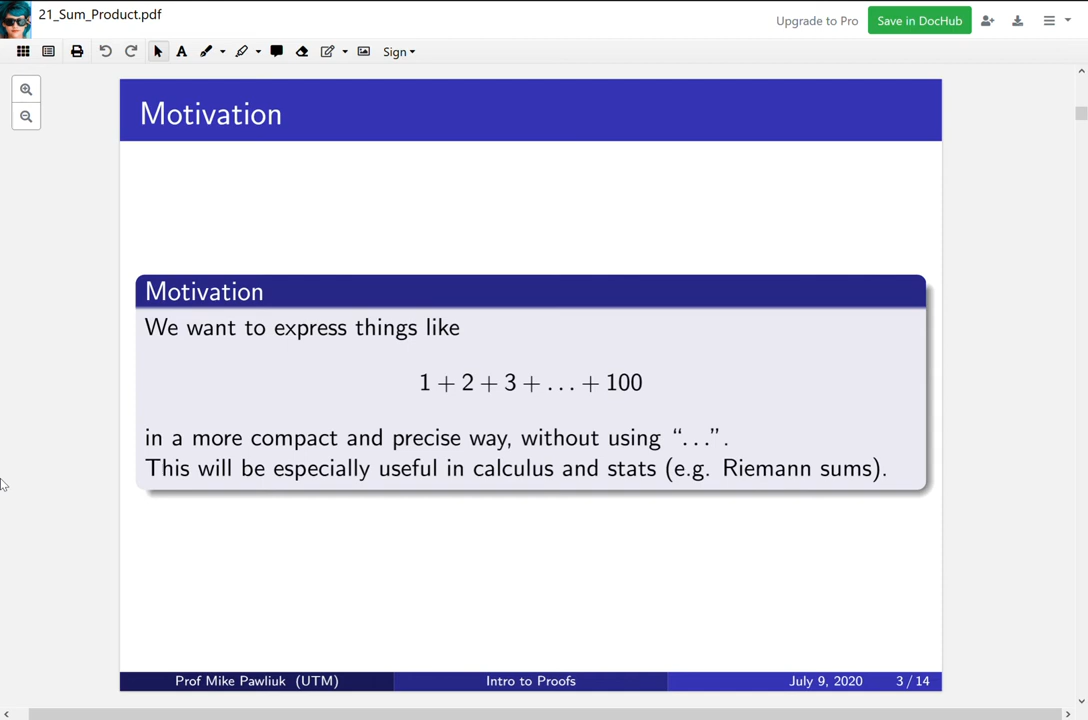 21_Sum_Product.pdf
Upgrade to Pro
Save in DocHub
A
Sign
Motivation
Motivation
We want to express things like
1 + 2 + 3 + . . . + 100
in a more compact and precise way, without using “. . .”.
This will be especially useful in calculus and stats (e.g. Riemann sums).
Prof Mike Pawliuk (UTM)
Intro to Proofs
July 9, 2020
3 / 14